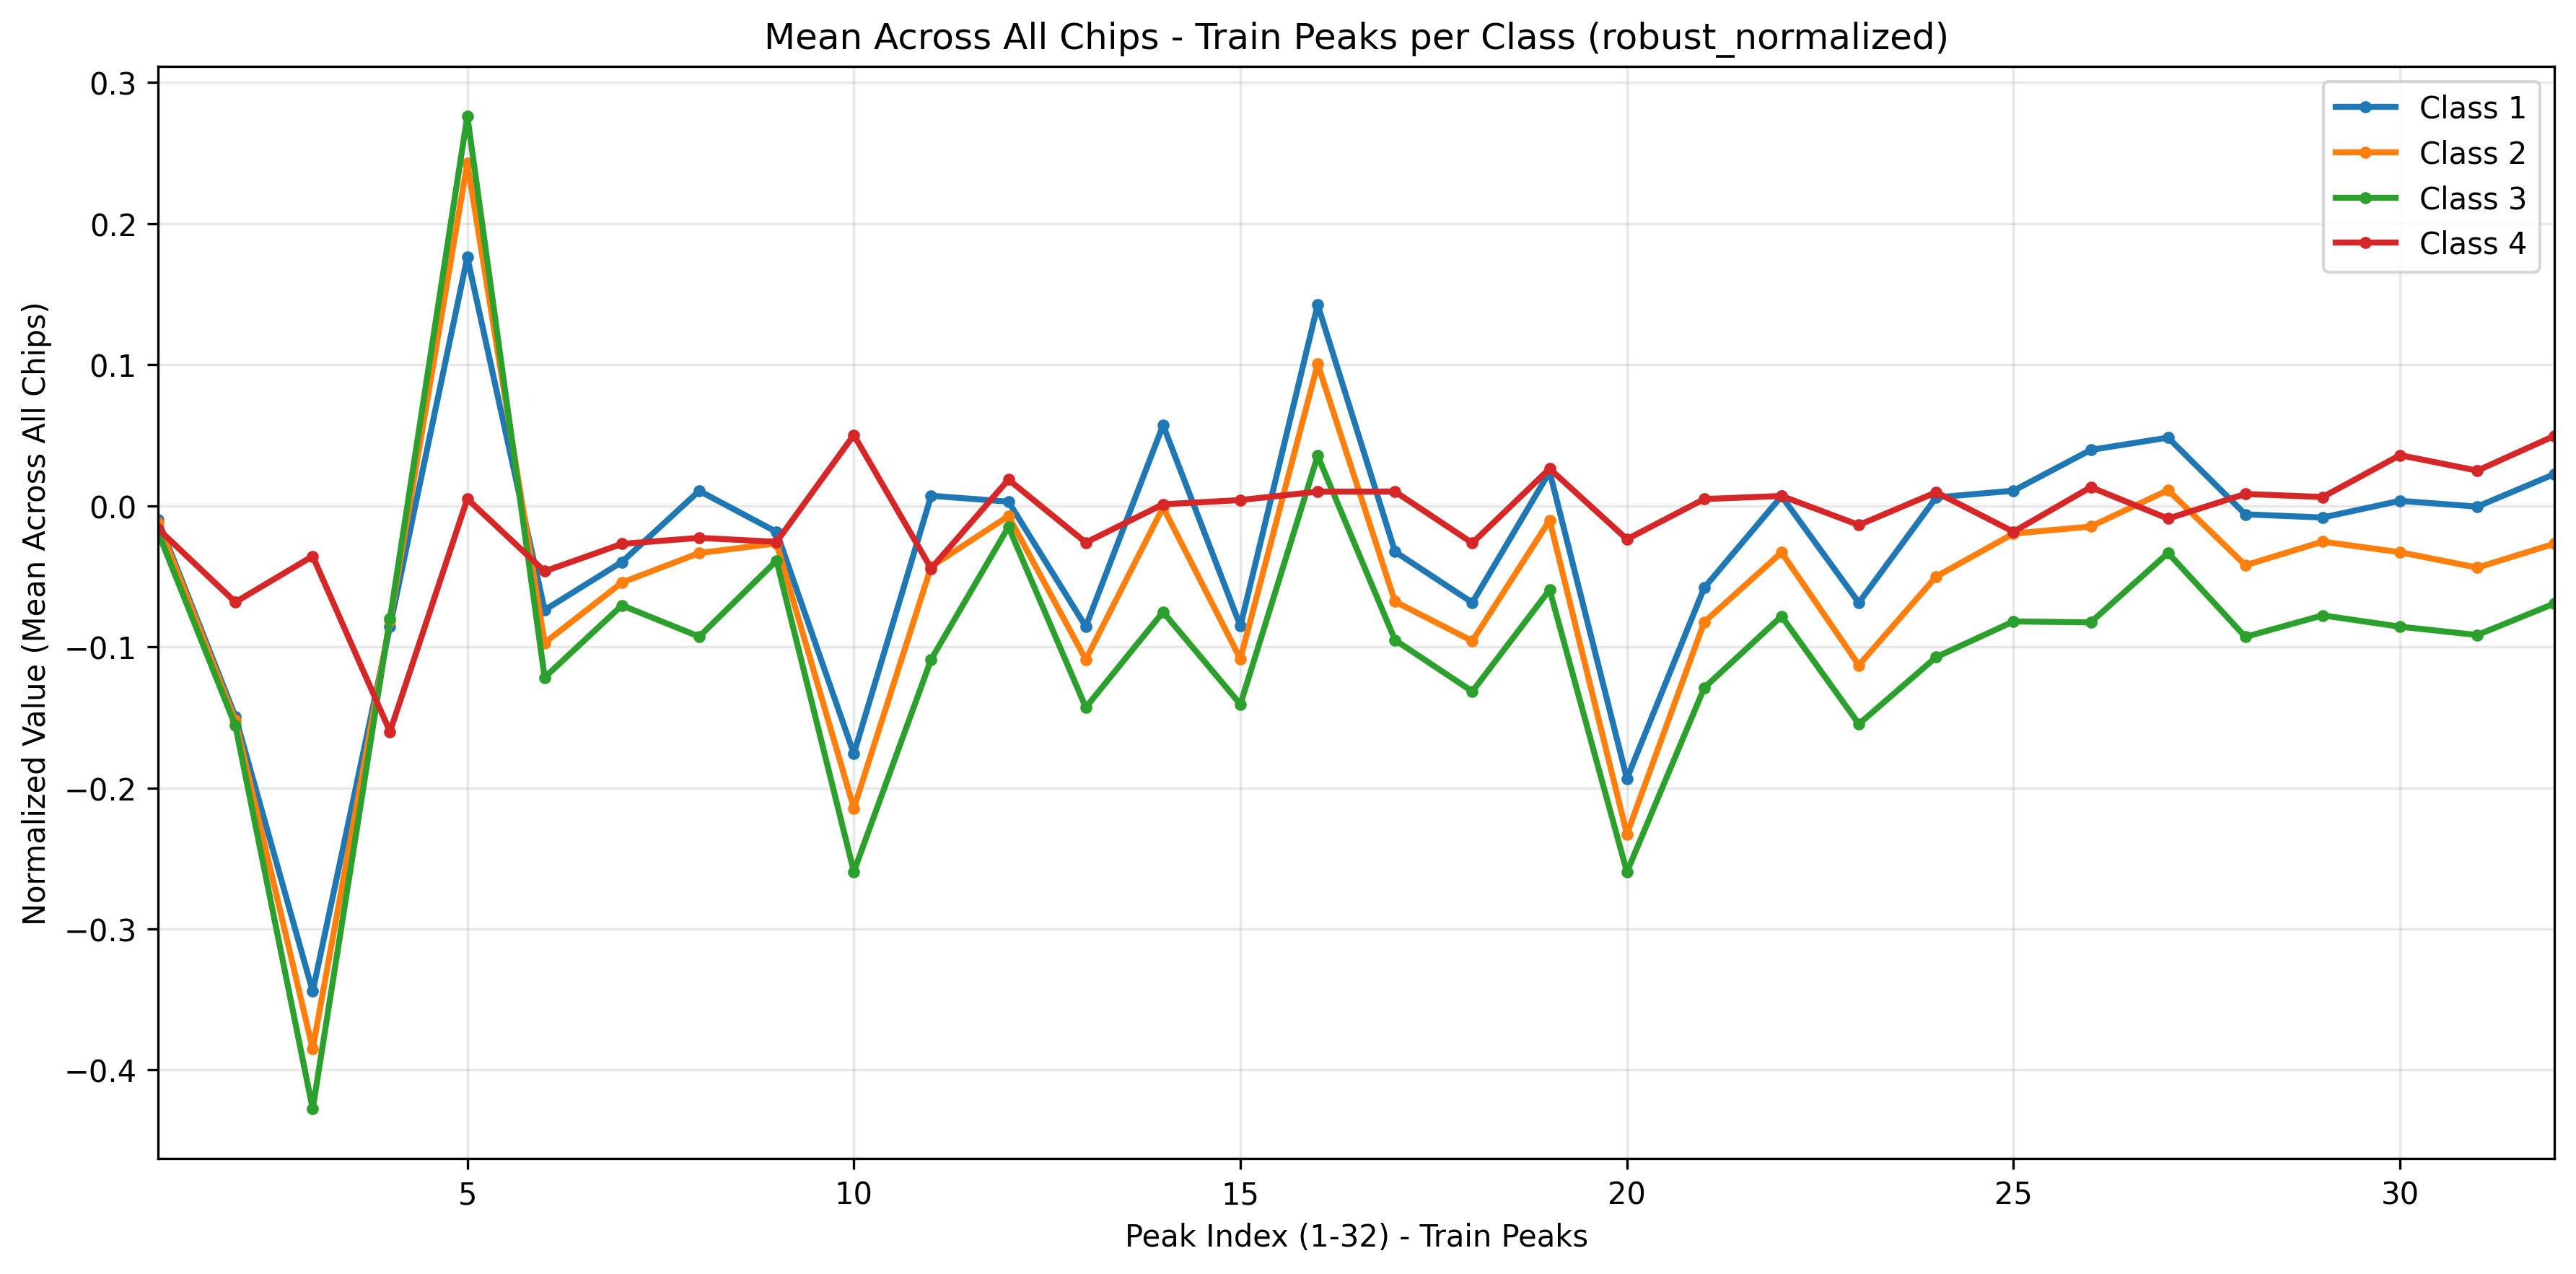 Mean Across All Chips - Train Peaks per Class (robust_normalized)
Normalized Value (Mean Across All Chips)
0.3
0.2
0.1
0.0
−0.1
−0.2
−0.3
−0.4
Class 1
Class 2
Class 3
Class 4
5 10 15 20 25 30
Peak Index (1-32) - Train Peaks